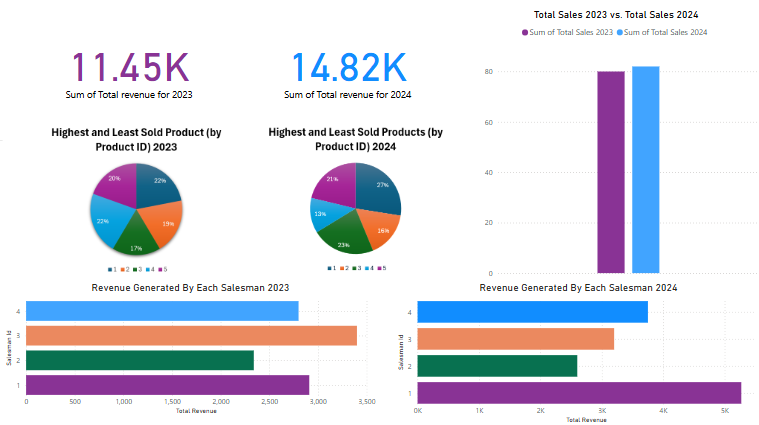 Total Sales 2023 vs. Total Sales 2024
Sum of Total Sales 2023 Sum of Total Sales 2024
11.45K
Sum of Total revenue for 2023
14.82K
Sum of Total revenue for 2024
80
60
40
20
0
Highest and Least Sold Product (by
Product ID) 2023
20%
22%
22%
19%
17%
1 2 3 4 5
Highest and Least Sold Products (by
Product ID) 2024
21%
27%
13%
16%
23%
1 2 3 4 5
Revenue Generated By Each Salesman 2023
Salesman Id
4
3
2
1
0 500 1,000 1,500 2,000 2,500 3,000 3,500
Total Revenue
Revenue Generated By Each Salesman 2024
Salesman Id
4
3
2
1
0K 1K 2K 3K 4K 5K
Total Revenue